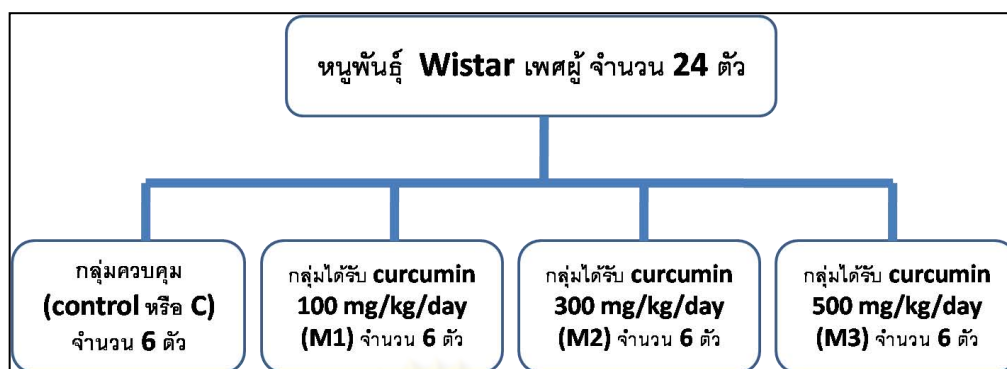 หนูพันธุ์ Wistar เพศผู้ จำนวน 24 ตัว
กลุ่มควบคุม
(control หรือ C)
จำนวน 6 ตัว
กลุ่มได้รับ curcumin
100 mg/kg/day
(M1) จำนวน 6 ตัว
กลุ่มได้รับ curcumin
300 mg/kg/day
(M2) จำนวน 6 ตัว
กลุ่มได้รับ curcumin
500 mg/kg/day
(M3) จำนวน 6 ตัว